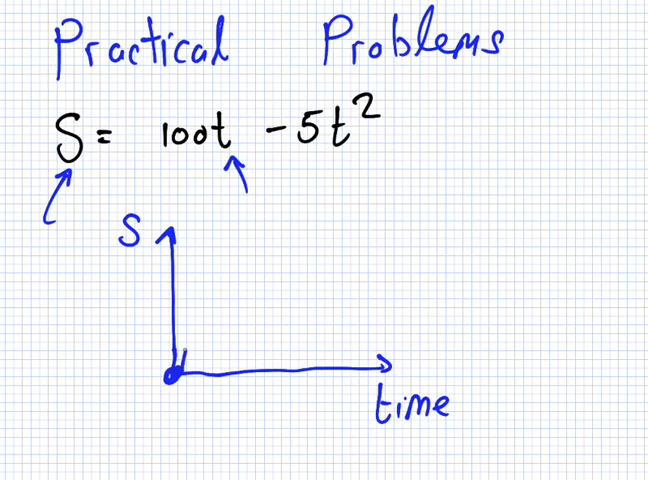 Practical Problems
S = 100t - 5t²
S
time